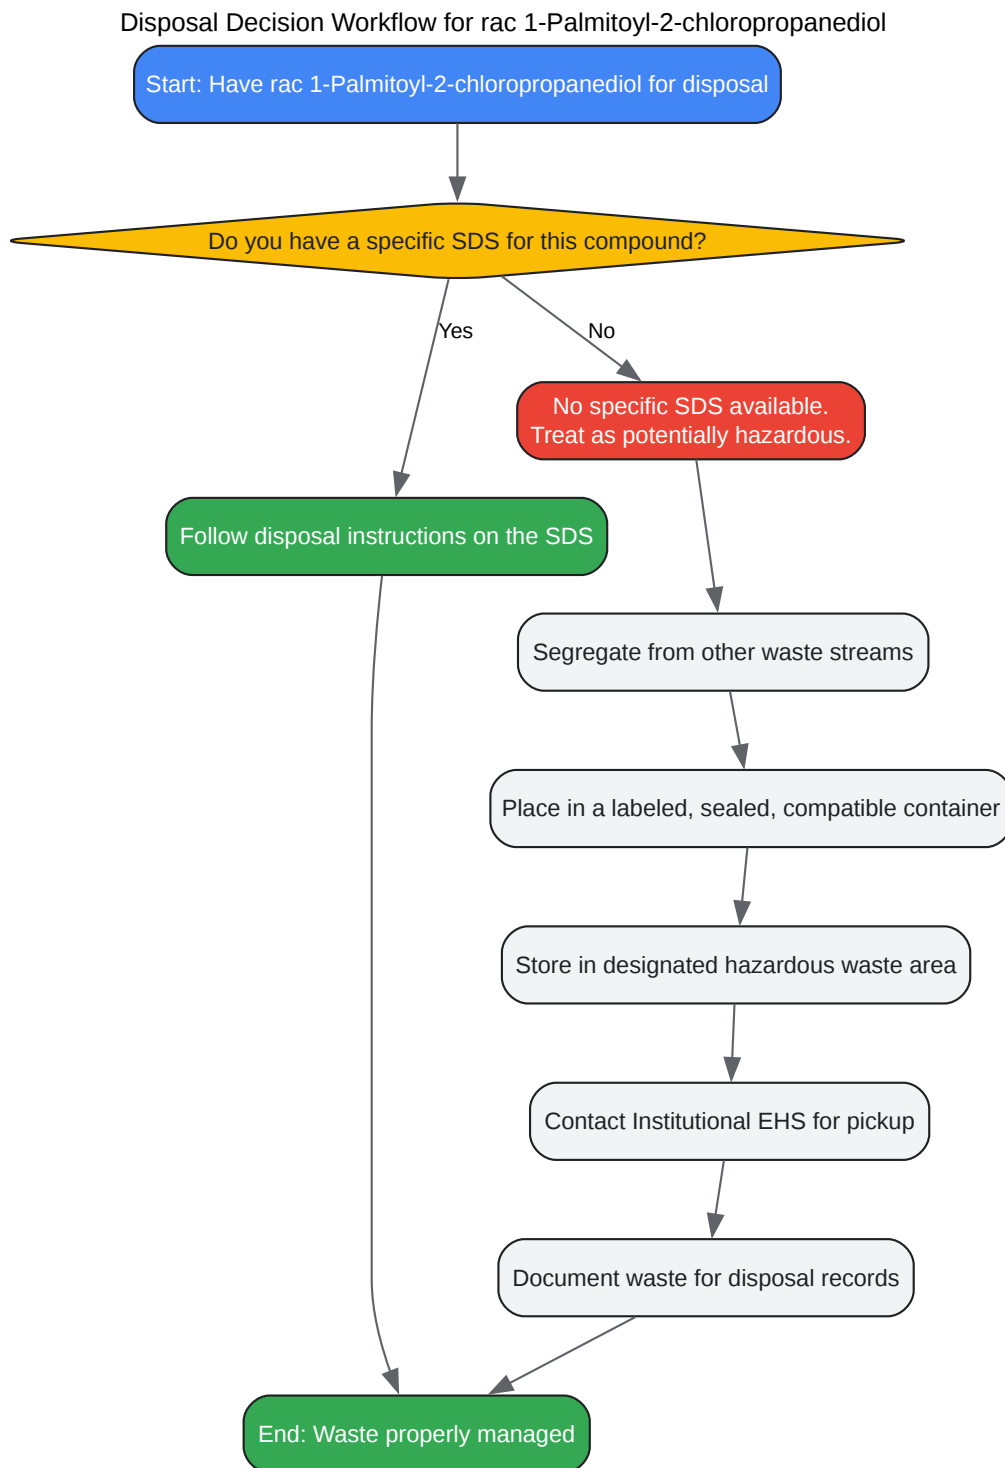 Disposal Decision Workflow for rac 1-Palmitoyl-2-chloropropanediol
Start: Have rac 1-Palmitoyl-2-chloropropanediol for disposal
Do you have a specific SDS for this compound?
Yes
No
No specific SDS available.
Treat as potentially hazardous.
Follow disposal instructions on the SDS
Segregate from other waste streams
Place in a labeled, sealed, compatible container
Store in designated hazardous waste area
Contact Institutional EHS for pickup
Document waste for disposal records
End: Waste properly managed